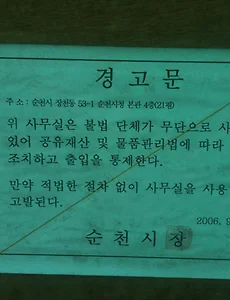 경 고 문
주 소 : 순천시 장천동 53-1 순천시청 본관 4층(21평)
위 사무실은 불법 단체가 무단으로 사
있어 공유재산 및 물품관리법에 따라
조치하고 출입을 통제한다.
만약 적법한 절차 없이 사무실을 사용
고발된다.
2006. 9
순 천 시 장